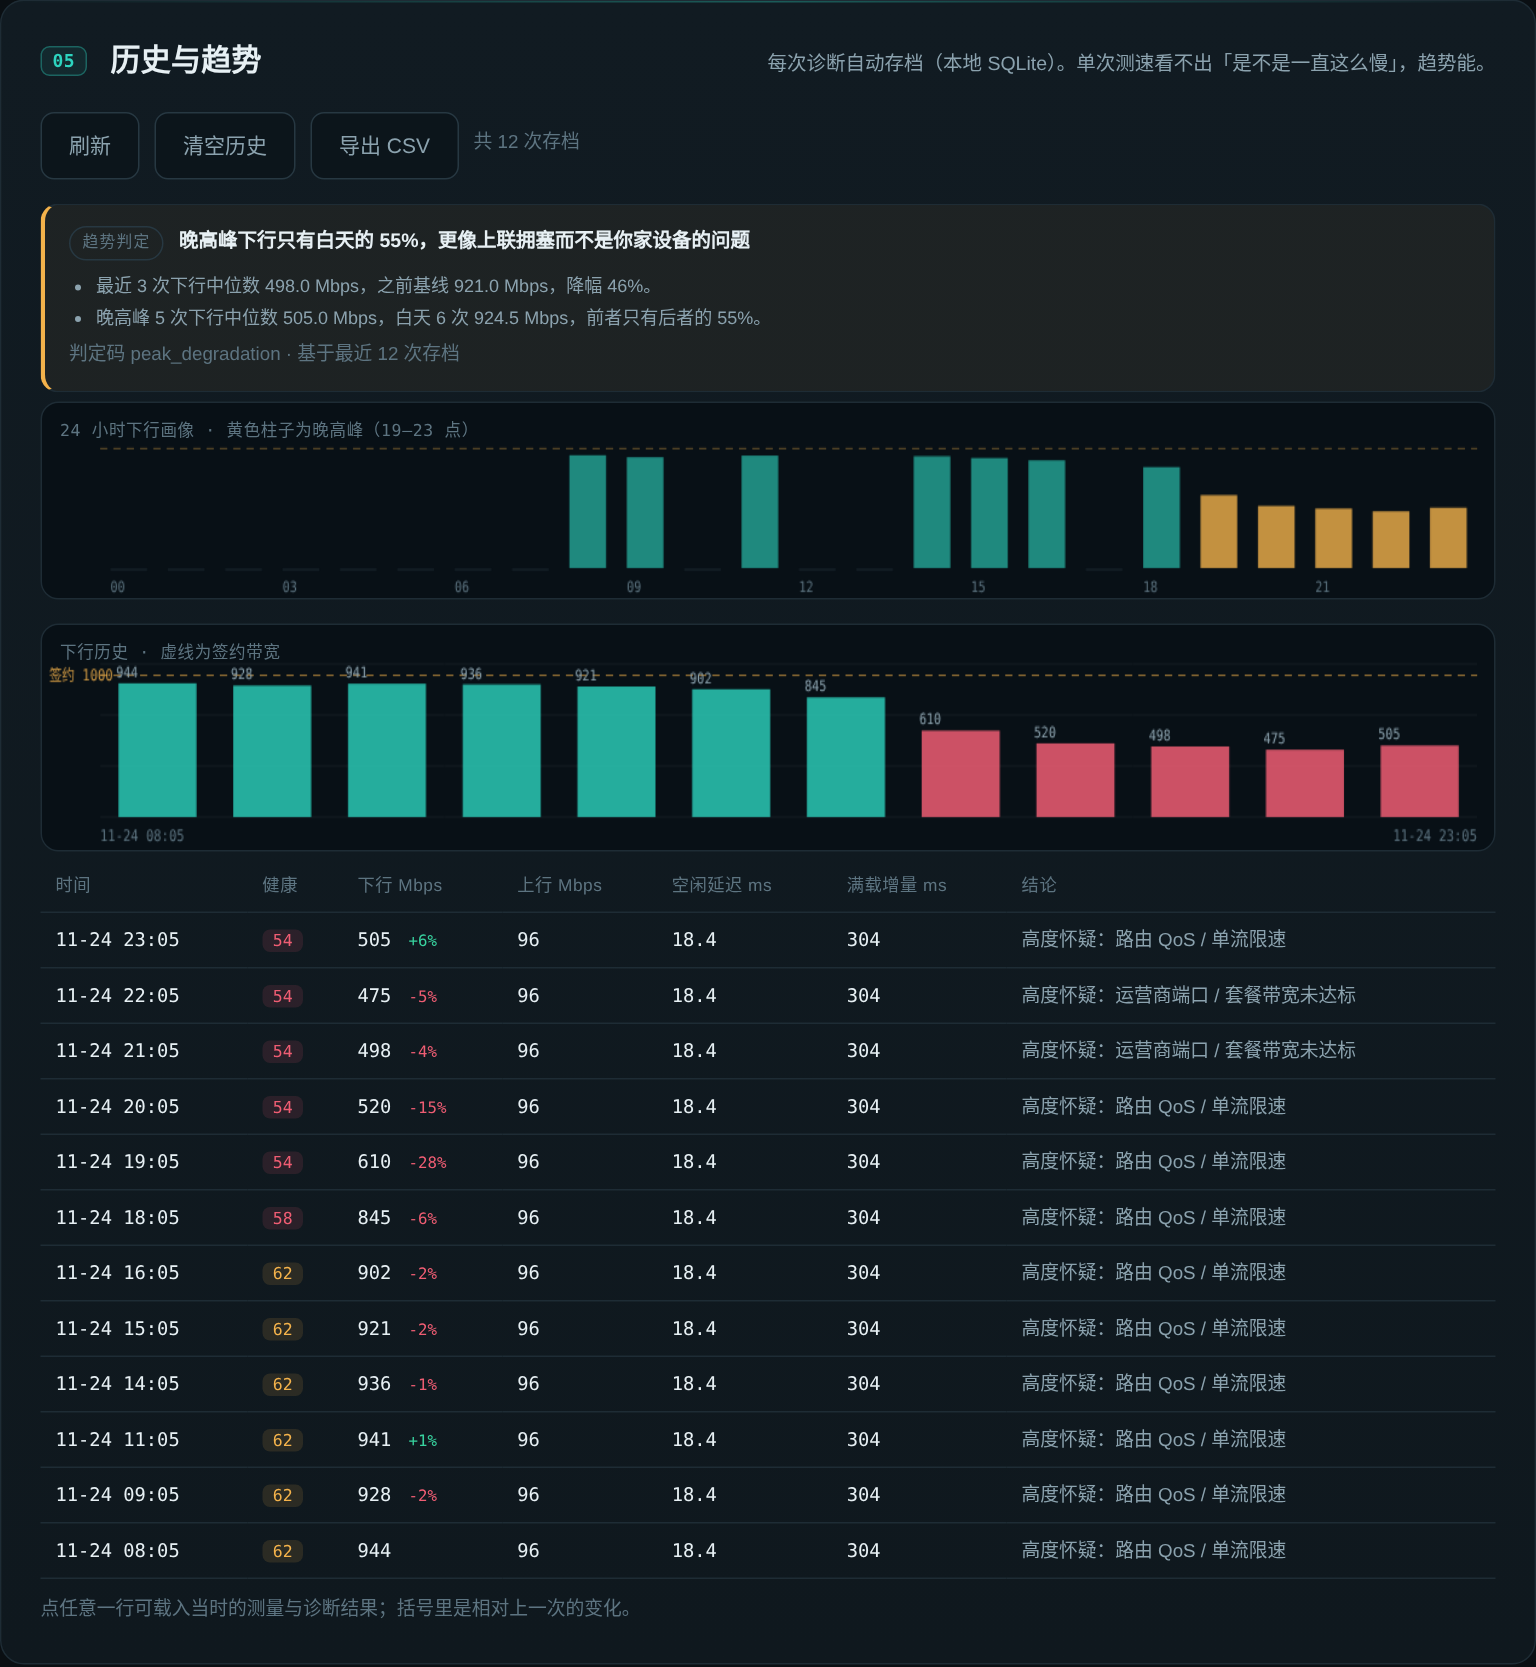 05 历史与趋势
每次诊断自动存档（本地 SQLite）。单次测速看不出「是不是一直这么慢」，趋势能。
刷新 清空历史 导出 CSV 共 12 次存档
趋势判定 晚高峰下行只有白天的 55%，更像上联拥塞而不是你家设备的问题
• 最近 3 次下行中位数 498.0 Mbps，之前基线 921.0 Mbps，降幅 46%。
• 晚高峰 5 次下行中位数 505.0 Mbps，白天 6 次 924.5 Mbps，前者只有后者的 55%。
判定码 peak_degradation · 基于最近 12 次存档
24 小时下行画像 · 黄色柱子为晚高峰（19–23 点）
00 03 06 09 12 15 18 21
下行历史 · 虚线为签约带宽
签约 1000 944 928 941 936 921 902 845 610 520 498 475 505
11-24 08:05 11-24 23:05
时间 健康 下行 Mbps 上行 Mbps 空闲延迟 ms 满载增量 ms 结论
11-24 23:05 54 505 +6% 96 18.4 304 高度怀疑：路由 QoS / 单流限速
11-24 22:05 54 475 -5% 96 18.4 304 高度怀疑：运营商端口 / 套餐带宽未达标
11-24 21:05 54 498 -4% 96 18.4 304 高度怀疑：运营商端口 / 套餐带宽未达标
11-24 20:05 54 520 -15% 96 18.4 304 高度怀疑：路由 QoS / 单流限速
11-24 19:05 54 610 -28% 96 18.4 304 高度怀疑：路由 QoS / 单流限速
11-24 18:05 58 845 -6% 96 18.4 304 高度怀疑：路由 QoS / 单流限速
11-24 16:05 62 902 -2% 96 18.4 304 高度怀疑：路由 QoS / 单流限速
11-24 15:05 62 921 -2% 96 18.4 304 高度怀疑：路由 QoS / 单流限速
11-24 14:05 62 936 -1% 96 18.4 304 高度怀疑：路由 QoS / 单流限速
11-24 11:05 62 941 +1% 96 18.4 304 高度怀疑：路由 QoS / 单流限速
11-24 09:05 62 928 -2% 96 18.4 304 高度怀疑：路由 QoS / 单流限速
11-24 08:05 62 944 96 18.4 304 高度怀疑：路由 QoS / 单流限速
点任意一行可载入当时的测量与诊断结果；括号里是相对上一次的变化。